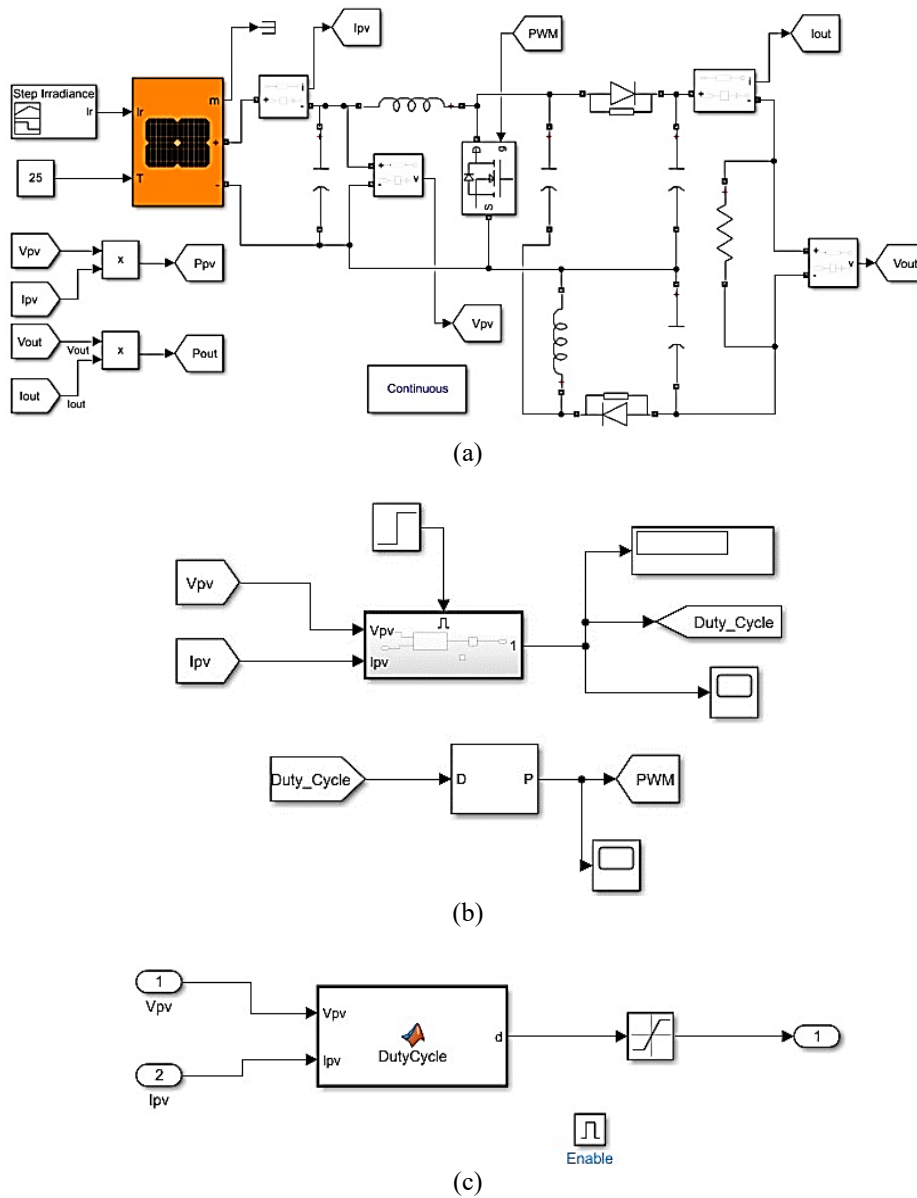 Ipv
PWM
Iout
Step Irradiance
Ir
Ir
m
+
-
T
25
+
-
i
+
-
v
D
g
S
+
-
i
+
-
v
Vout
Vpv
Ipv
x
Ppv
Vout
Vout
Iout
Iout
x
Pout
Vpv
Continuous
(a)
Vpv
Ipv
Vpv
Ipv
1
Duty_Cycle
Duty_Cycle
D
P
PWM
(b)
1
Vpv
2
Ipv
Vpv
Ipv
DutyCycle
d
1
Enable
(c)